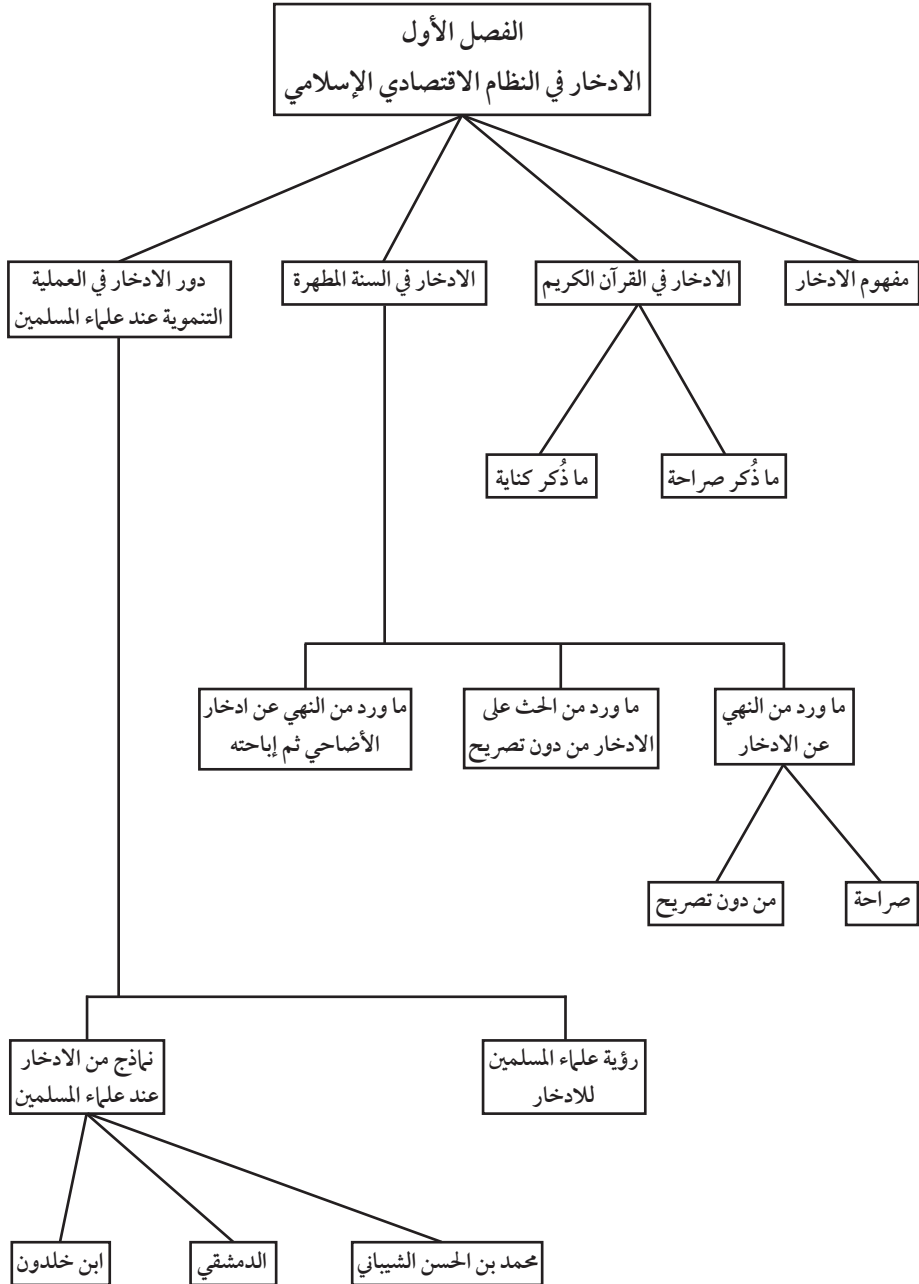 الفصل الأول
الادخار في النظام الاقتصادي الإسلامي
مفهوم الادخار
الادخار في القرآن الكريم
الادخار في السنة المطهرة
دور الادخار في العملية
التنموية عند علماء المسلمين
ما ذُكر صراحة
ما ذُكر كناية
ما ورد من النهي
عن الادخار
ما ورد من الحث على
الادخار من دون تصريح
ما ورد من النهي عن ادخار
الأضاحي ثم إباحته
صراحة
من دون تصريح
رؤية علماء المسلمين
للادخار
نماذج من الادخار
عند علماء المسلمين
محمد بن الحسن الشيباني
الدمشقي
ابن خلدون